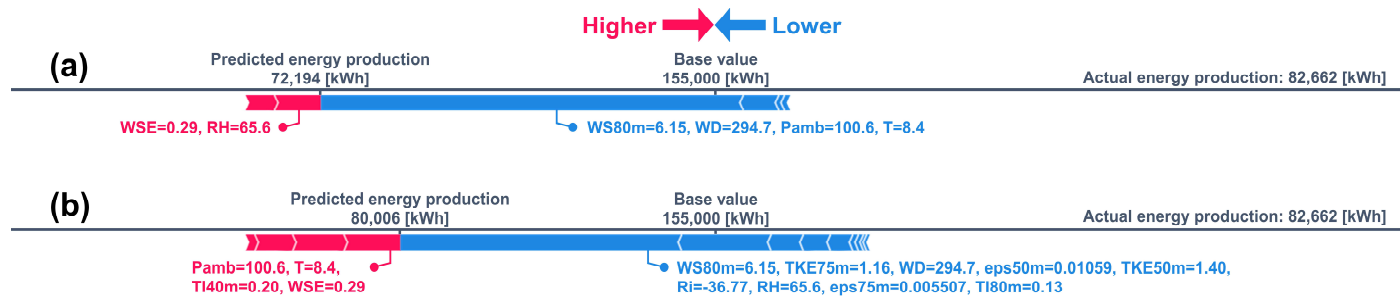 Higher Lower
(a)
Predicted energy production Base value
72,194 [kWh] 155,000 [kWh] Actual energy production: 82,662 [kWh]
WSE=0.29, RH=65.6 WS80m=6.15, WD=294.7, Pamb=100.6, T=8.4
(b)
Predicted energy production Base value
80,006 [kWh] 155,000 [kWh] Actual energy production: 82,662 [kWh]
Pamb=100.6, T=8.4, WS80m=6.15, TKE75m=1.16, WD=294.7, eps50m=0.01059, TKE50m=1.40,
TI40m=0.20, WSE=0.29 Ri=-36.77, RH=65.6, eps75m=0.005507, TI80m=0.13